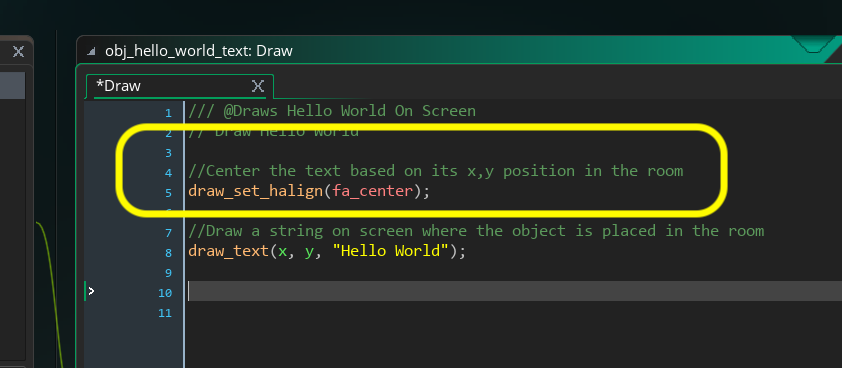 obj_hello_world_text: Draw
*Draw
1 /// @Draws Hello World On Screen
2 // Draw Hello World
3
4 //Center the text based on its x,y position in the room
5 draw_set_halign(fa_center);
7 //Draw a string on screen where the object is placed in the room
8 draw_text(x, y, "Hello World");
9
10
11